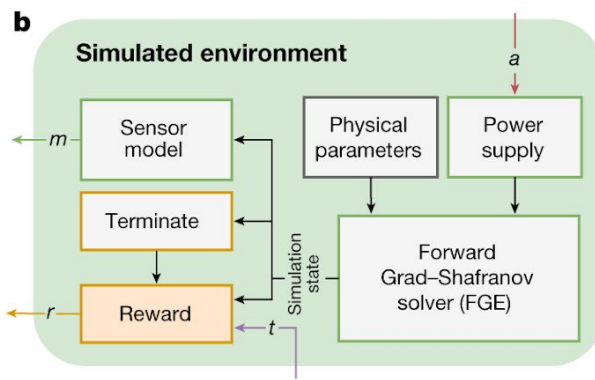 b
Simulated environment
a
m
Sensor
model
Physical
parameters
Power
supply
Terminate
Simulation
state
Forward
Grad–Shafranov
solver (FGE)
r
Reward
t